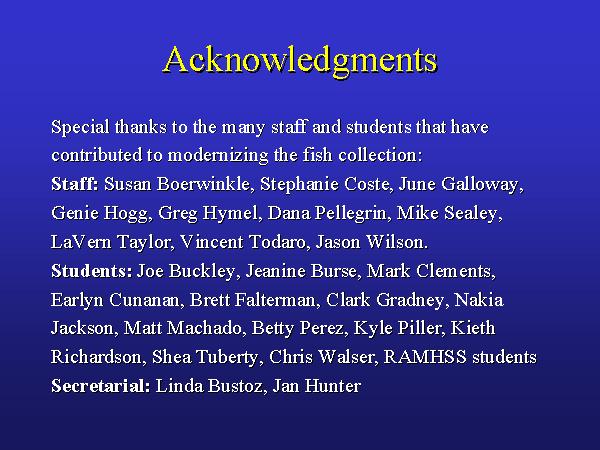 Acknowledgments
Special thanks to the many staff and students that have
contributed to modernizing the fish collection:
Staff: Susan Boerwinkle, Stephanie Coste, June Galloway,
Genie Hogg, Greg Hymel, Dana Pellegrin, Mike Sealey,
LaVern Taylor, Vincent Todaro, Jason Wilson.
Students: Joe Buckley, Jeanine Burse, Mark Clements,
Earlyn Cunanan, Brett Falterman, Clark Gradney, Nakia
Jackson, Matt Machado, Betty Perez, Kyle Piller, Kieth
Richardson, Shea Tuberty, Chris Walser, RAMHSS students
Secretarial: Linda Bustoz, Jan Hunter